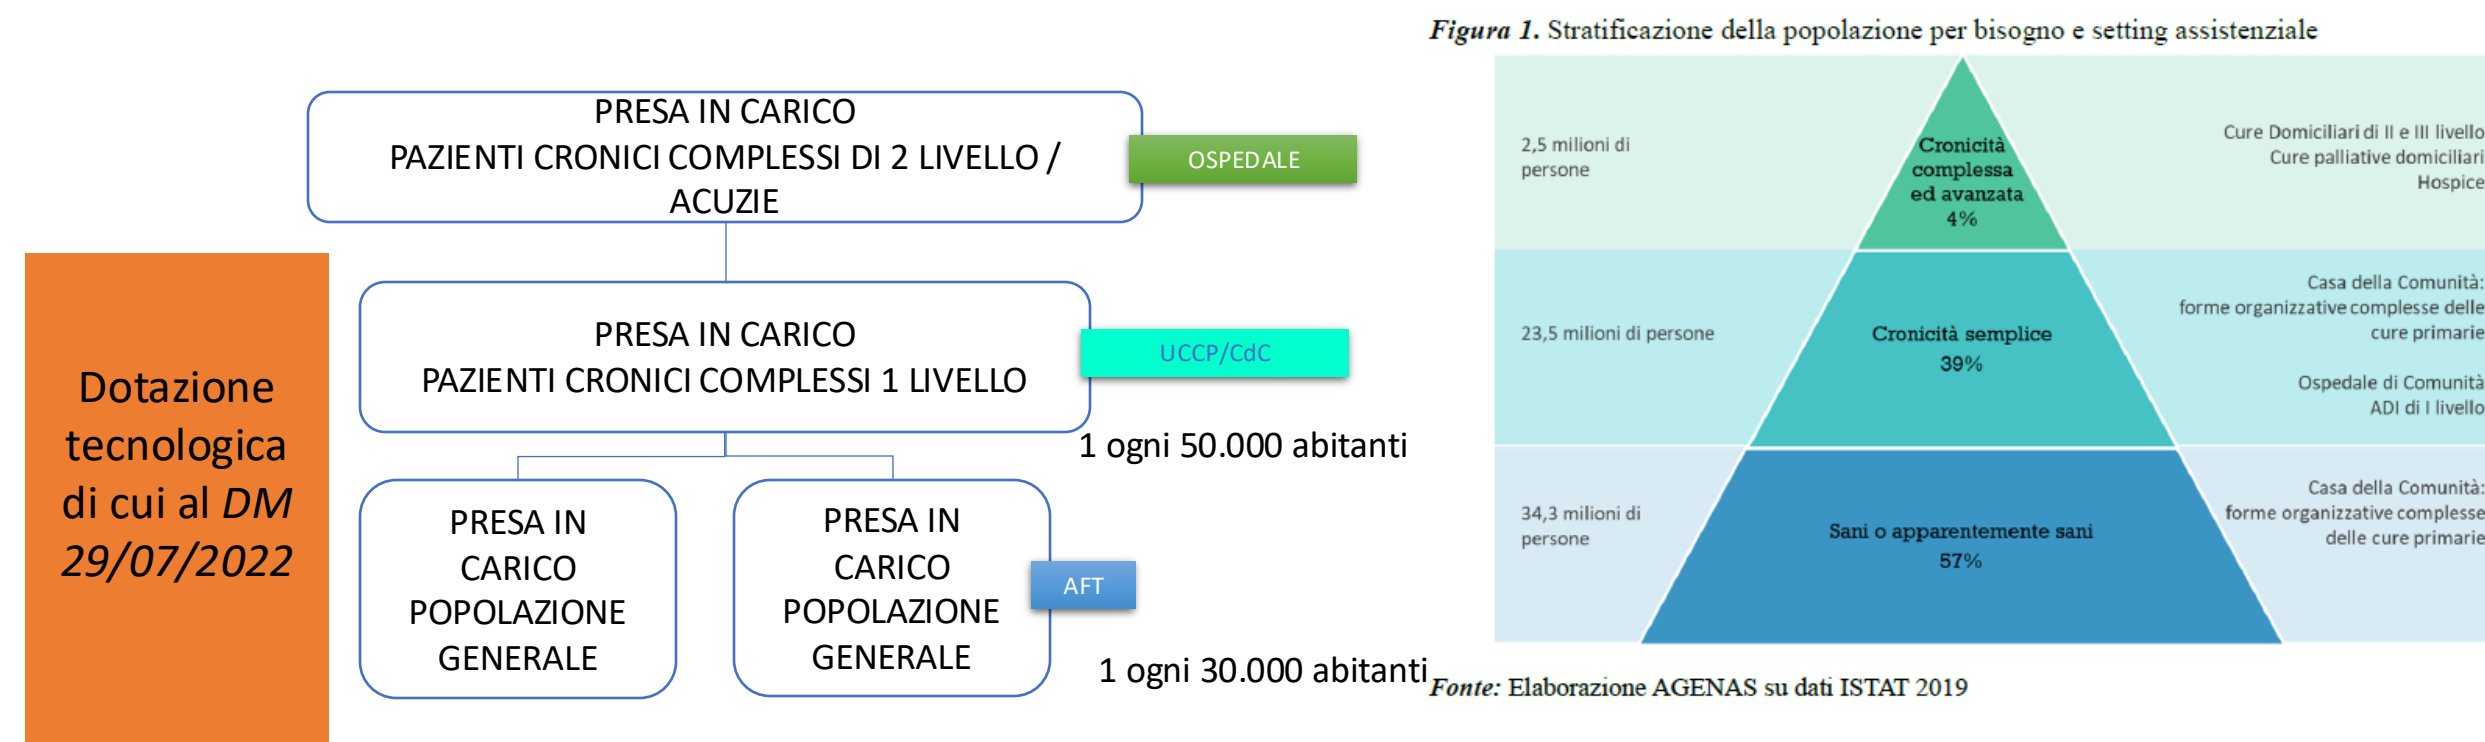 Dotazione
tecnologica
di cui al DM
29/07/2022
PRESA IN CARICO
PAZIENTI CRONICI COMPLESSI DI 2 LIVELLO /
ACUZIE
OSPEDALE
PRESA IN CARICO
PAZIENTI CRONICI COMPLESSI 1 LIVELLO
UCCP/CdC
1 ogni 50.000 abitanti
PRESA IN
CARICO
POPOLAZIONE
GENERALE
PRESA IN
CARICO
POPOLAZIONE
GENERALE
AFT
1 ogni 30.000 abitanti
Figura 1. Stratificazione della popolazione per bisogno e setting assistenziale
2,5 milioni di
persone
Cronicità
complessa
ed avanzata
4%
Cure Domiciliari di II e III livello
Cure palliative domiciliari
Hospice
23,5 milioni di persone
Cronicità semplice
39%
Casa della Comunità:
forme organizzative complesse delle
cure primarie
Ospedale di Comunità
ADI di I livello
34,3 milioni di
persone
Sani o apparentemente sani
57%
Casa della Comunità:
forme organizzative complesse
delle cure primarie
Fonte: Elaborazione AGENAS su dati ISTAT 2019